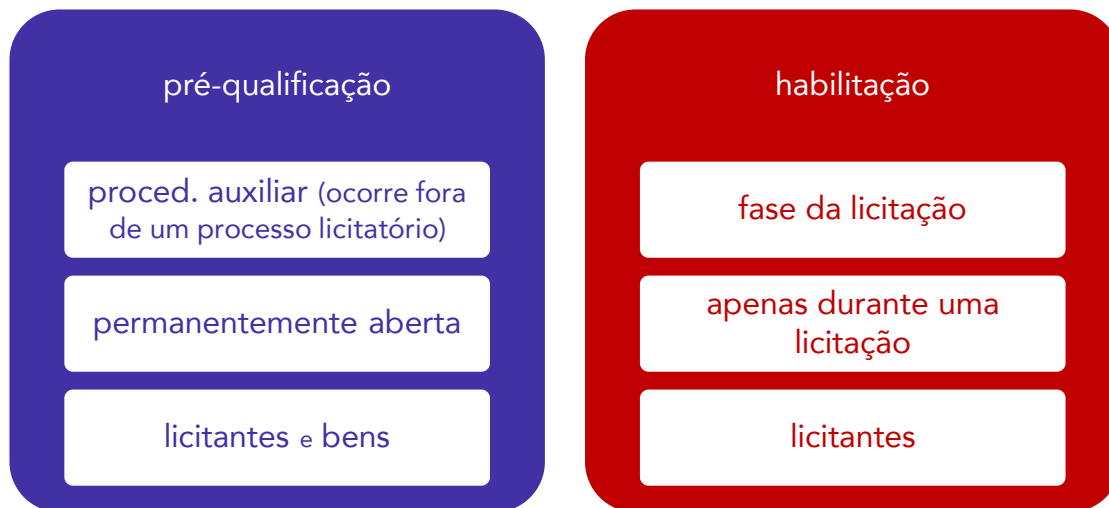 pré-qualificação
proced. auxiliar (ocorre fora
de um processo licitatório)
permanentemente aberta
licitantes e bens
habilitação
fase da licitação
apenas durante uma
licitação
licitantes